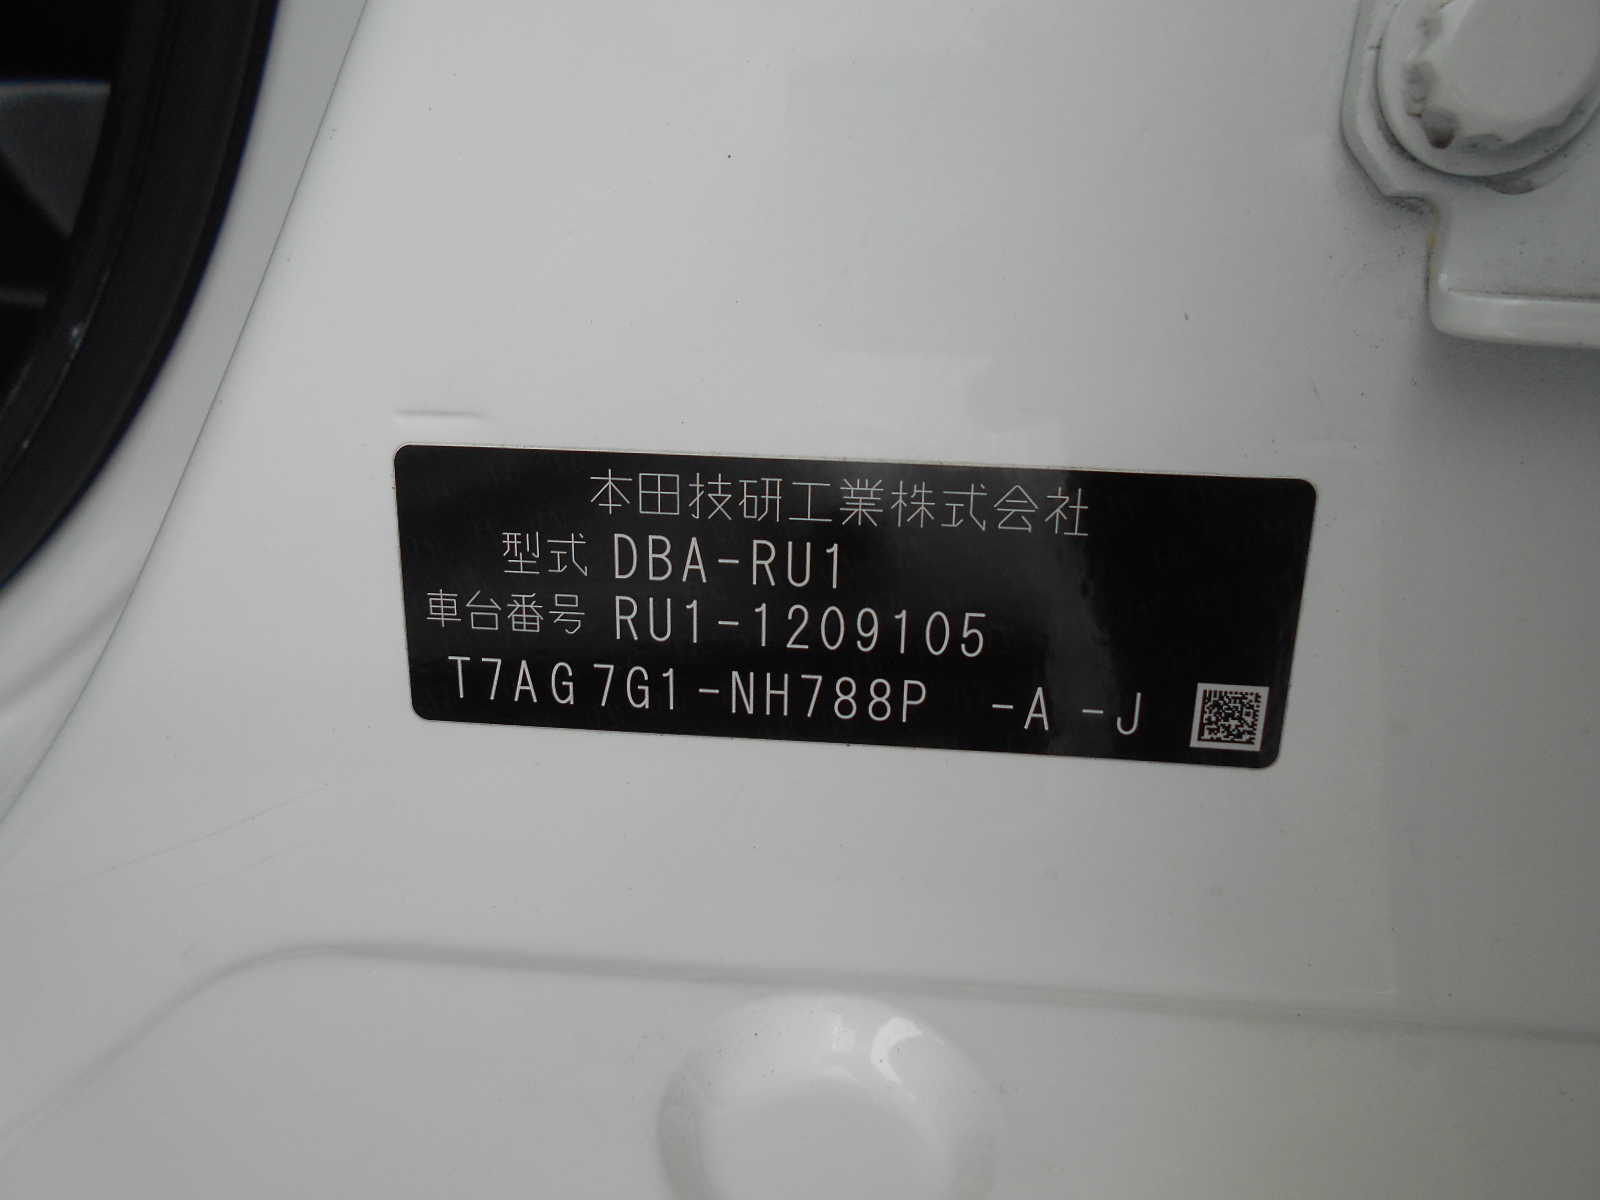 本田技研工業株式会社
型式 DBA-RU1
車台番号 RU1-1209105
T7AG7G1-NH788P -A -J